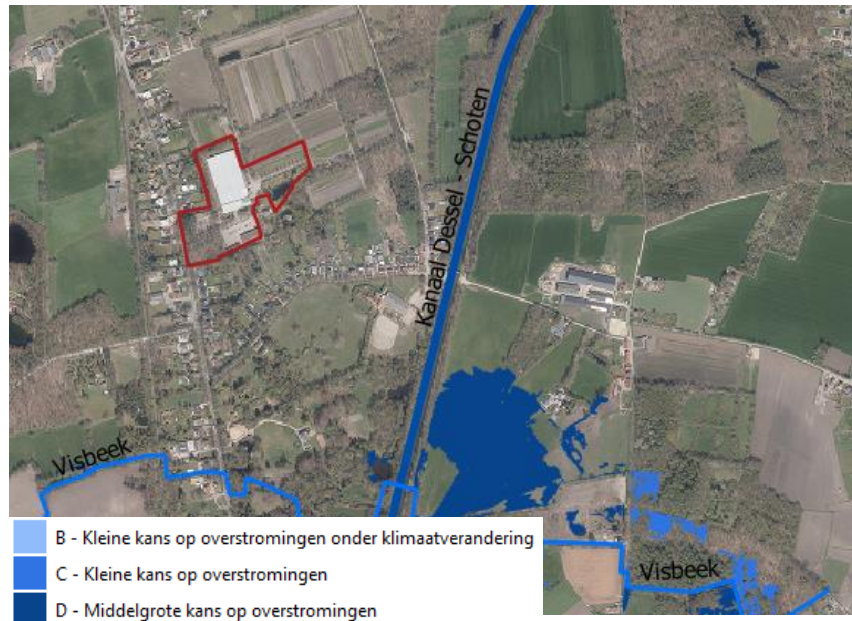 Kanaal Dessel - Schoten
Visbeek
Visbeek
B - Kleine kans op overstromingen onder klimaatverandering
C - Kleine kans op overstromingen
D - Middelgrote kans op overstromingen